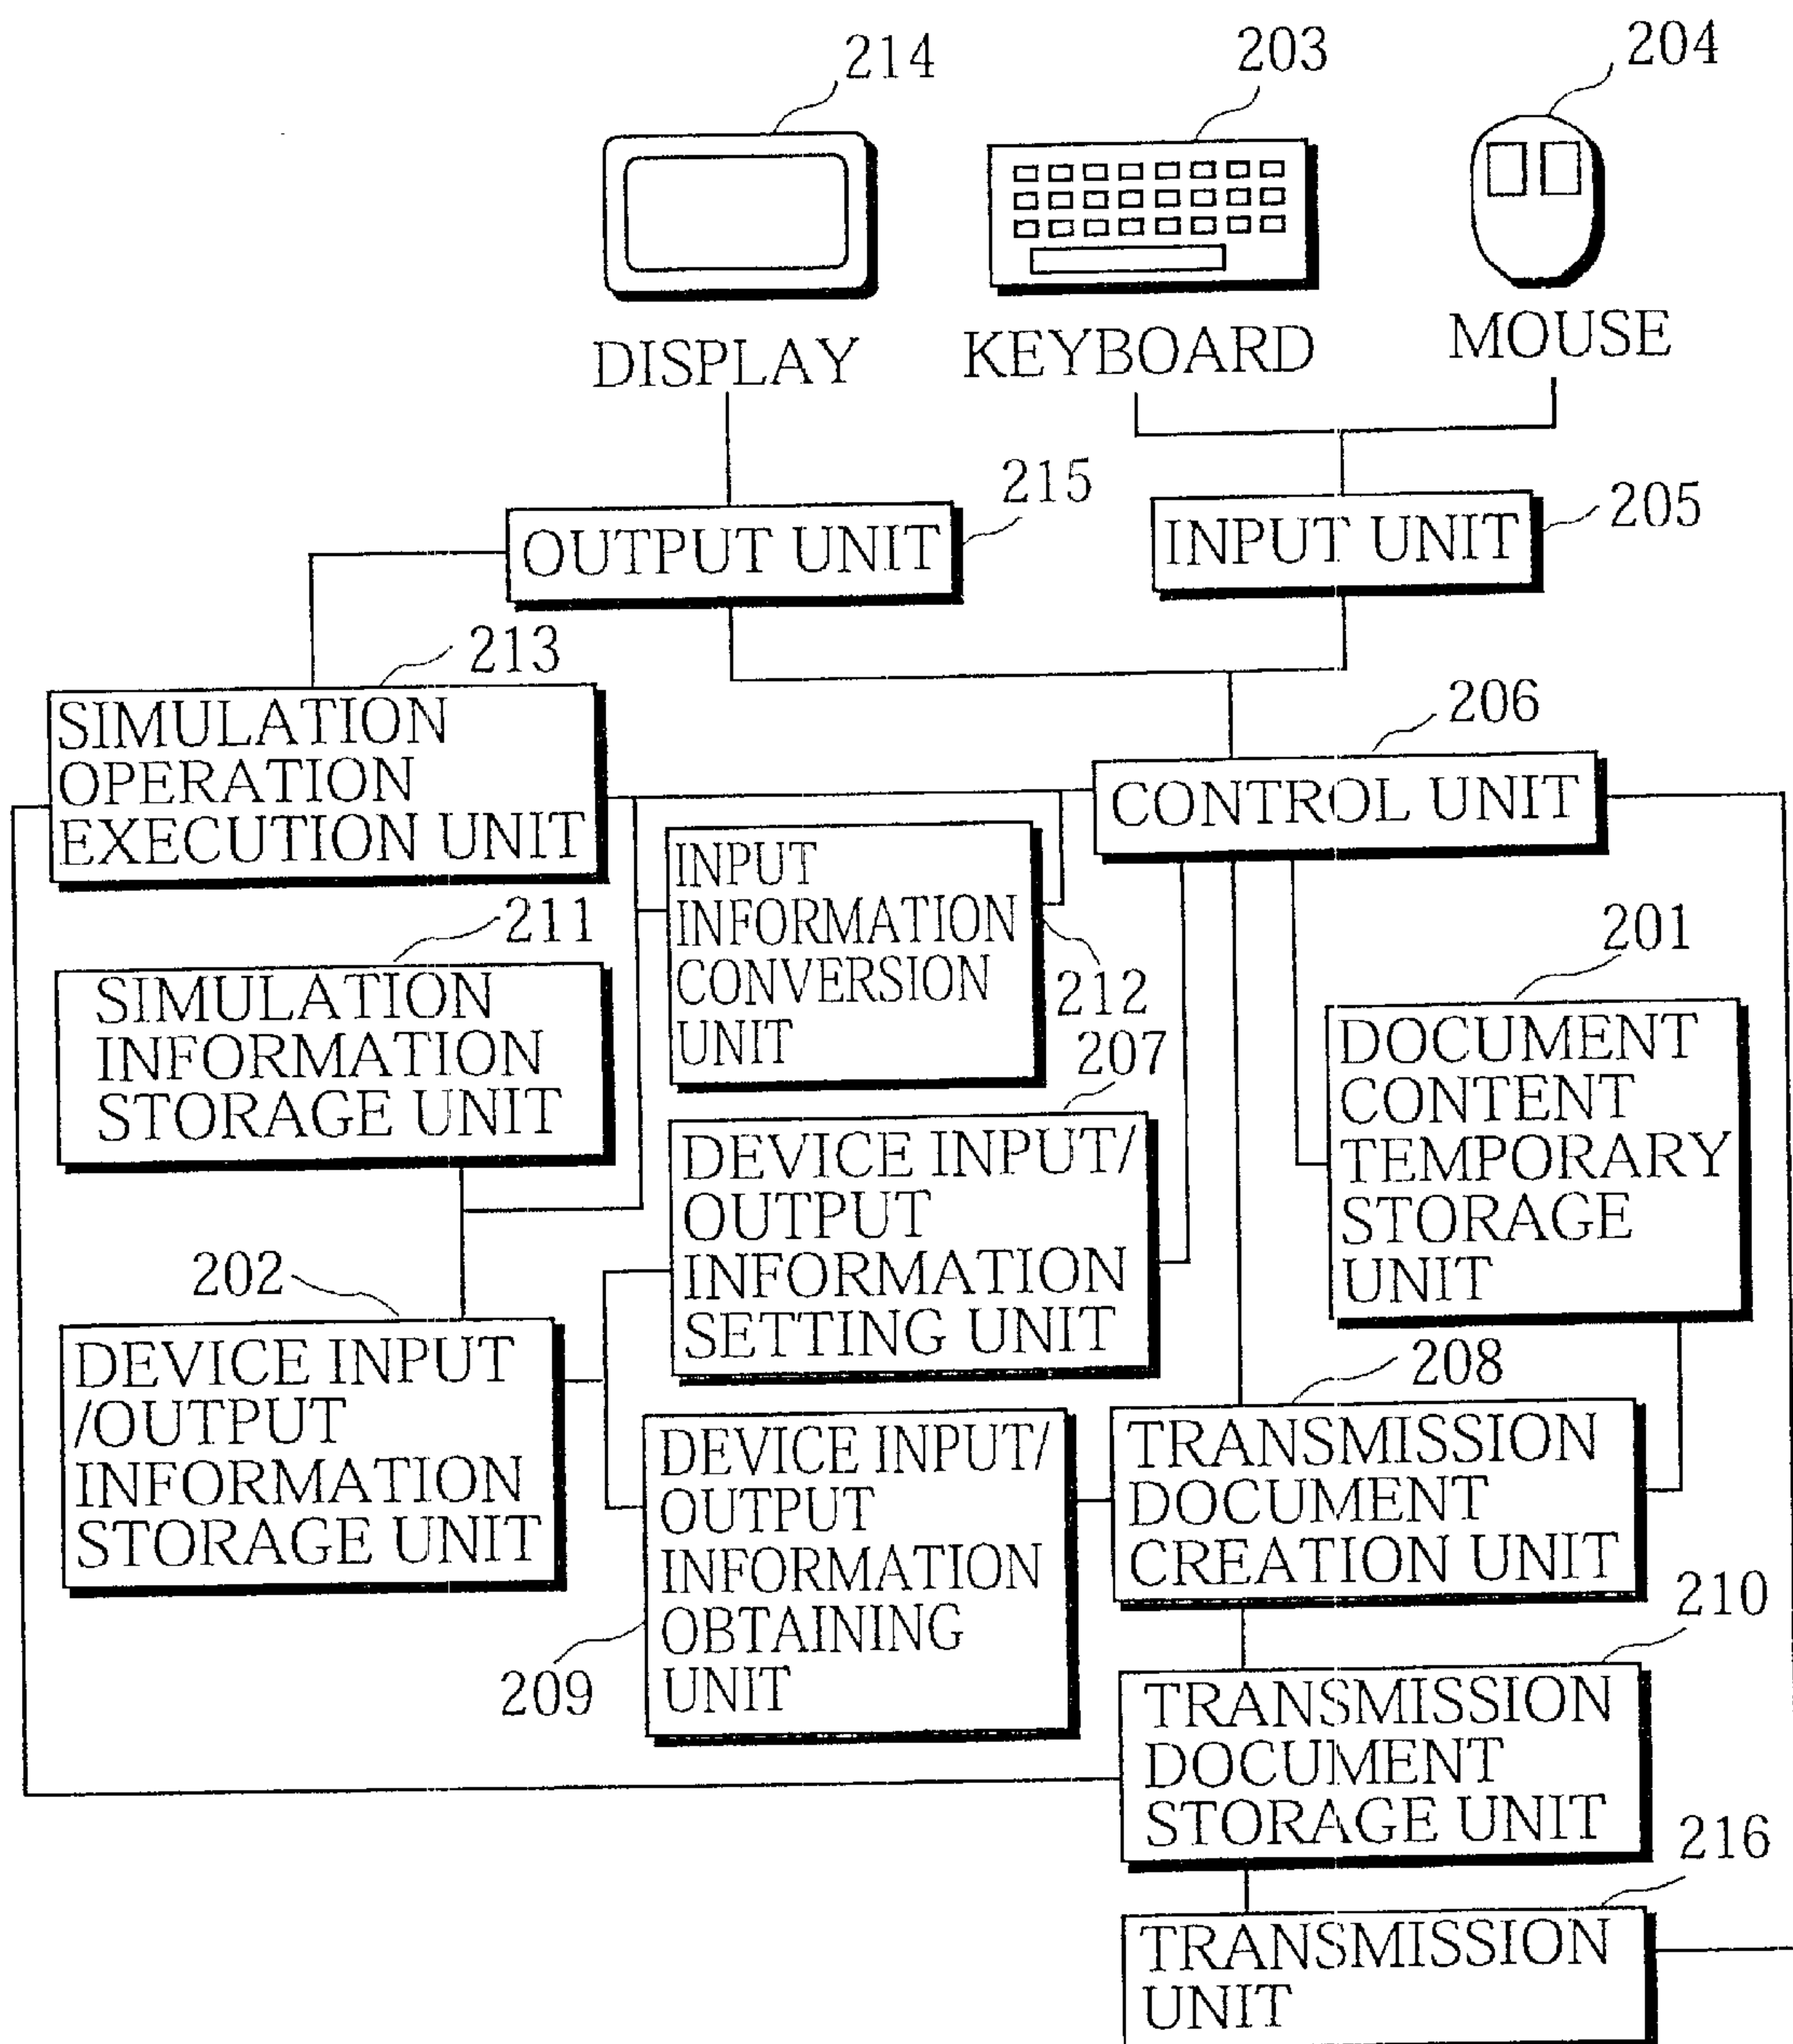 214
203
204
DISPLAY
KEYBOARD
MOUSE
215
OUTPUT UNIT
205
INPUT UNIT
213
SIMULATION
OPERATION
EXECUTION UNIT
206
CONTROL UNIT
INPUT
INFORMATION
CONVERSION
UNIT
212
211
SIMULATION
INFORMATION
STORAGE UNIT
201
DOCUMENT
CONTENT
TEMPORARY
STORAGE
UNIT
207
DEVICE INPUT/
OUTPUT
INFORMATION
SETTING UNIT
202
DEVICE INPUT
/OUTPUT
INFORMATION
STORAGE UNIT
208
TRANSMISSION
DOCUMENT
CREATION UNIT
DEVICE INPUT/
OUTPUT
INFORMATION
OBTAINING
UNIT
209
210
TRANSMISSION
DOCUMENT
STORAGE UNIT
216
TRANSMISSION
UNIT